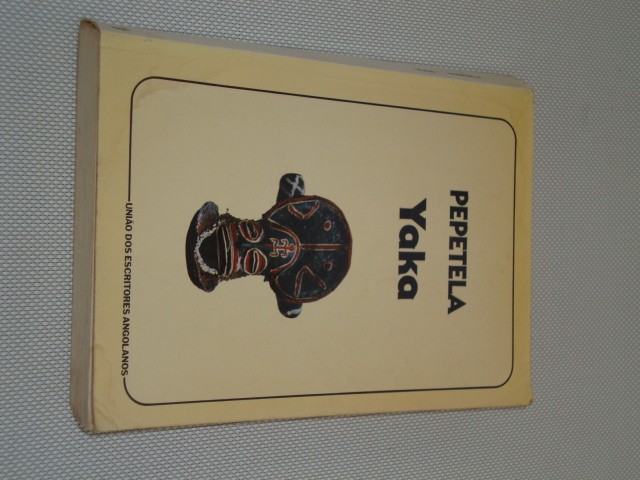 PEPETELA
Yaka
UNIÃO DOS ESCRITORES ANGOLANOS